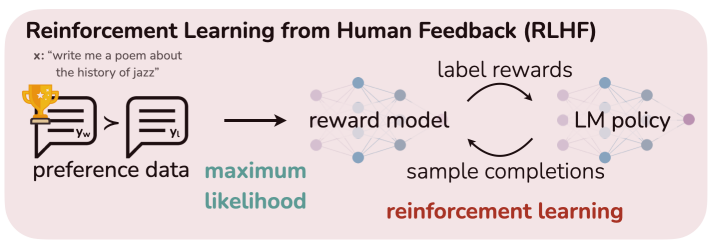 Reinforcement Learning from Human Feedback (RLHF)
x: “write me a poem about
the history of jazz”
label rewards
yw
≻
yl
reward model
LM policy
preference data
maximum
likelihood
sample completions
reinforcement learning